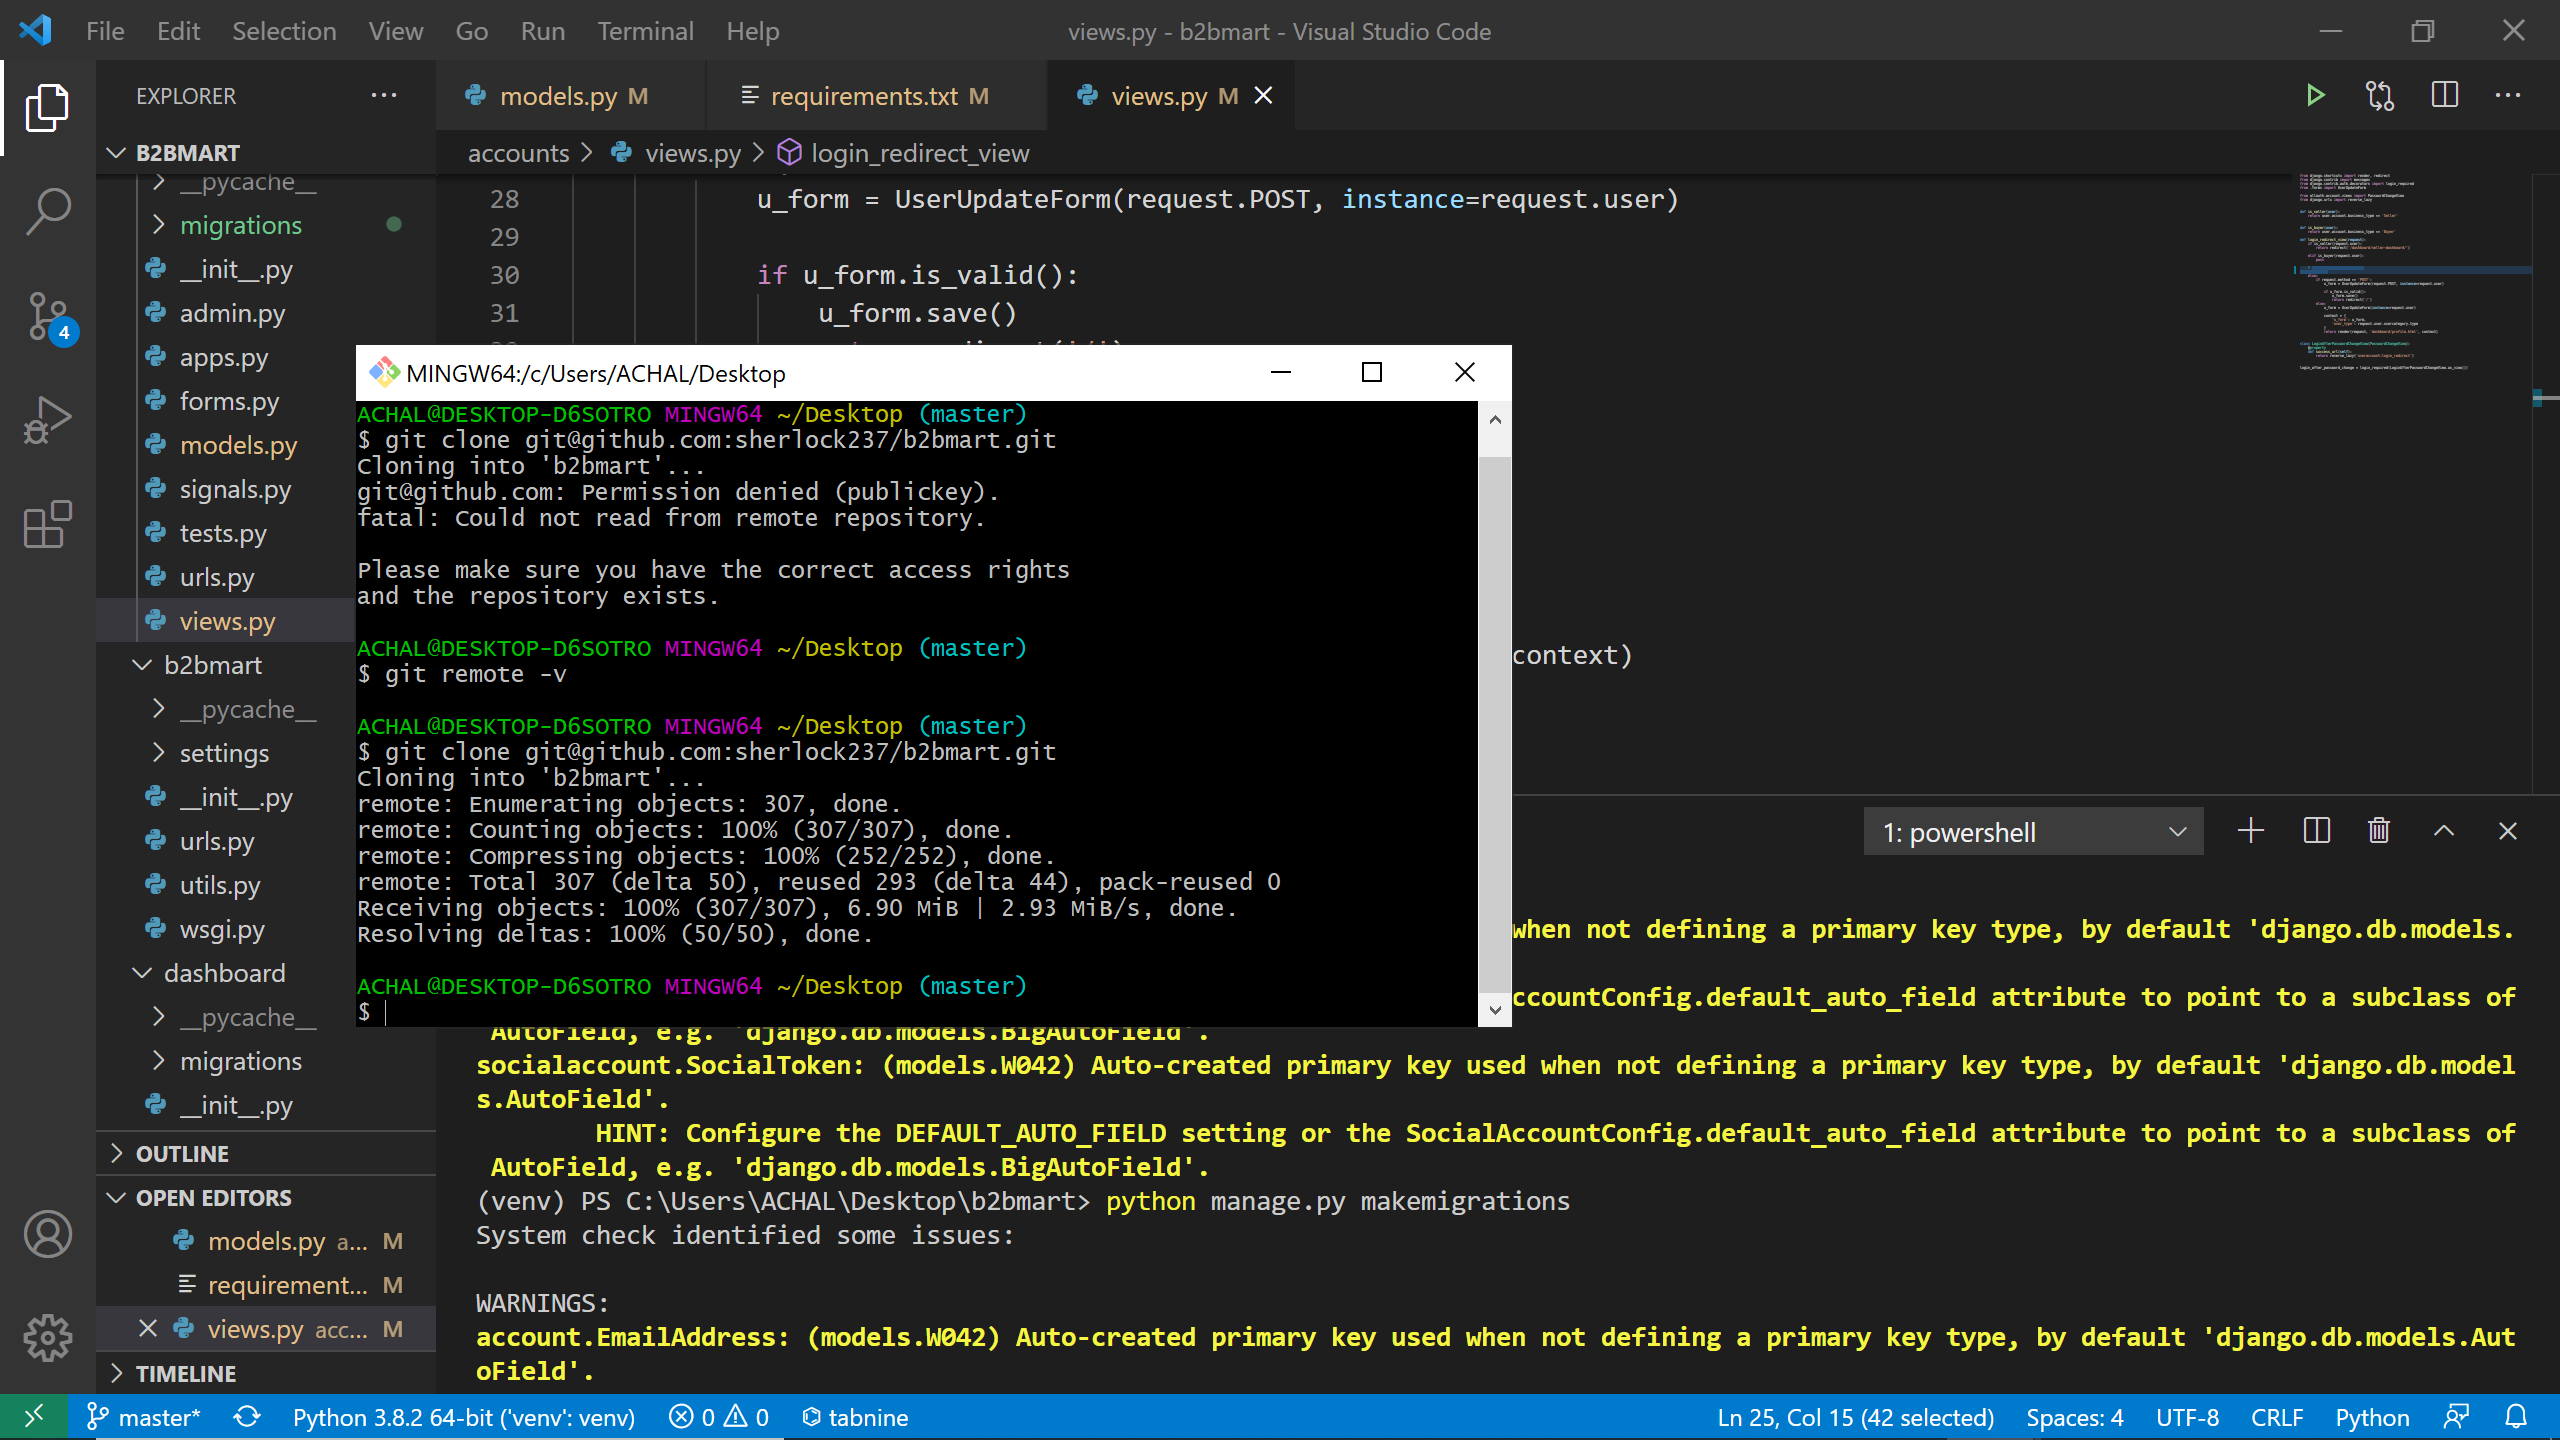 File Edit Selection View Go Run Terminal Help
views.py - b2bmart - Visual Studio Code
EXPLORER
models.py M
requirements.txt M
views.py M
B2BMART
accounts > views.py > login_redirect_view
__pycache__
migrations
__init__.py
admin.py
apps.py
forms.py
models.py
signals.py
tests.py
urls.py
views.py
b2bmart
__pycache__
settings
__init__.py
urls.py
utils.py
wsgi.py
dashboard
__pycache__
migrations
__init__.py
OUTLINE
OPEN EDITORS
models.py a... M
requirement... M
views.py acc... M
TIMELINE
4
28 u_form = UserUpdateForm(request.POST, instance=request.user)
29
30 if u_form.is_valid():
31 u_form.save()
context)
MINGW64:/c/Users/ACHAL/Desktop
ACHAL@DESKTOP-D6SOTRO MINGW64 ~/Desktop (master)
$ git clone git@github.com:sherlock237/b2bmart.git
Cloning into 'b2bmart'...
git@github.com: Permission denied (publickey).
fatal: Could not read from remote repository.
Please make sure you have the correct access rights
and the repository exists.
ACHAL@DESKTOP-D6SOTRO MINGW64 ~/Desktop (master)
$ git remote -v
ACHAL@DESKTOP-D6SOTRO MINGW64 ~/Desktop (master)
$ git clone git@github.com:sherlock237/b2bmart.git
Cloning into 'b2bmart'...
remote: Enumerating objects: 307, done.
remote: Counting objects: 100% (307/307), done.
remote: Compressing objects: 100% (252/252), done.
remote: Total 307 (delta 50), reused 293 (delta 44), pack-reused 0
Receiving objects: 100% (307/307), 6.90 MiB | 2.93 MiB/s, done.
Resolving deltas: 100% (50/50), done.
ACHAL@DESKTOP-D6SOTRO MINGW64 ~/Desktop (master)
$
1: powershell
when not defining a primary key type, by default 'django.db.models.
ccountConfig.default_auto_field attribute to point to a subclass of
AutoField, e.g. 'django.db.models.BigAutoField'.
socialaccount.SocialToken: (models.W042) Auto-created primary key used when not defining a primary key type, by default 'django.db.model
s.AutoField'.
HINT: Configure the DEFAULT_AUTO_FIELD setting or the SocialAccountConfig.default_auto_field attribute to point to a subclass of
AutoField, e.g. 'django.db.models.BigAutoField'.
(venv) PS C:\Users\ACHAL\Desktop\b2bmart> python manage.py makemigrations
System check identified some issues:
WARNINGS:
account.EmailAddress: (models.W042) Auto-created primary key used when not defining a primary key type, by default 'django.db.models.Aut
oField'.
master* Python 3.8.2 64-bit ('venv': venv) 0 0 tabnine
Ln 25, Col 15 (42 selected) Spaces: 4 UTF-8 CRLF Python